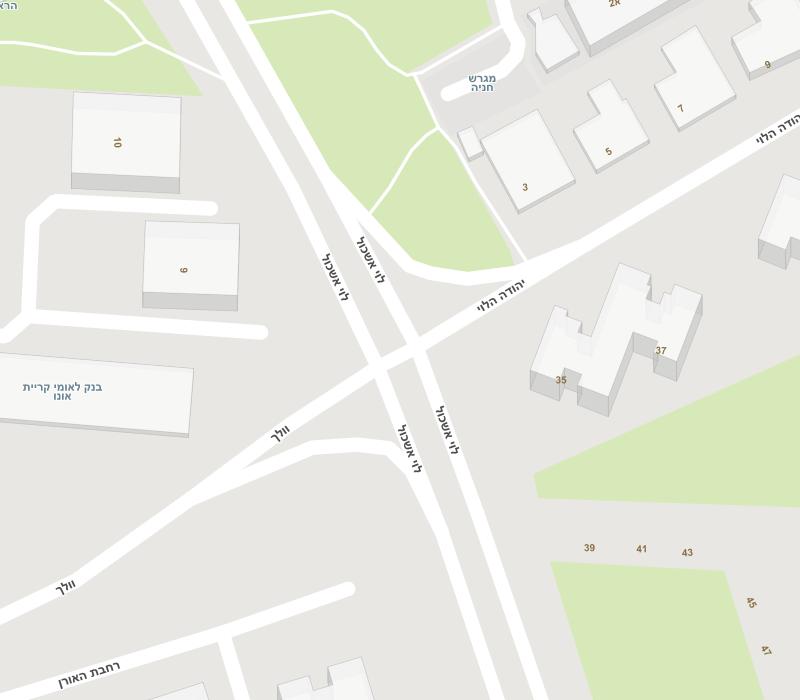 2א
מגרש
חניה
9
7
יהודה הלוי
10
5
3
לוי אשכול
לוי אשכול
9
יהודה הלוי
37
35
בנק לאומי קריית
אונו
וולך
לוי אשכול
לוי אשכול
39
41
43
וולך
45
47
רחבת האורן